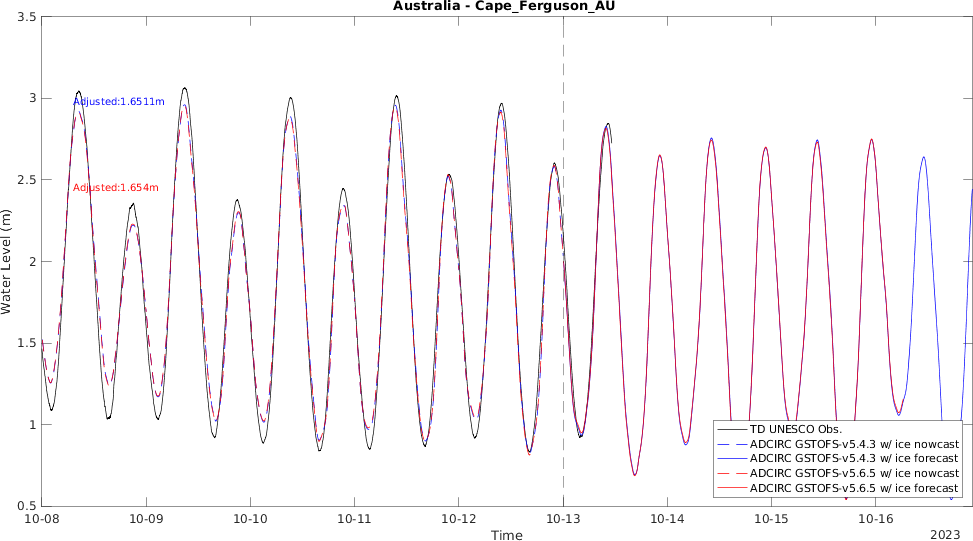 Australia - Cape_Ferguson_AU
3.5
3
2.5
2
1.5
1
0.5
Water Level (m)
Adjusted:1.6511m
Adjusted:1.654m
TD UNESCO Obs.
ADCIRC GSTOFS-v5.4.3 w/ ice nowcast
ADCIRC GSTOFS-v5.4.3 w/ ice forecast
ADCIRC GSTOFS-v5.6.5 w/ ice nowcast
ADCIRC GSTOFS-v5.6.5 w/ ice forecast
10-08 10-09 10-10 10-11 10-12 10-13 10-14 10-15 10-16
Time
2023